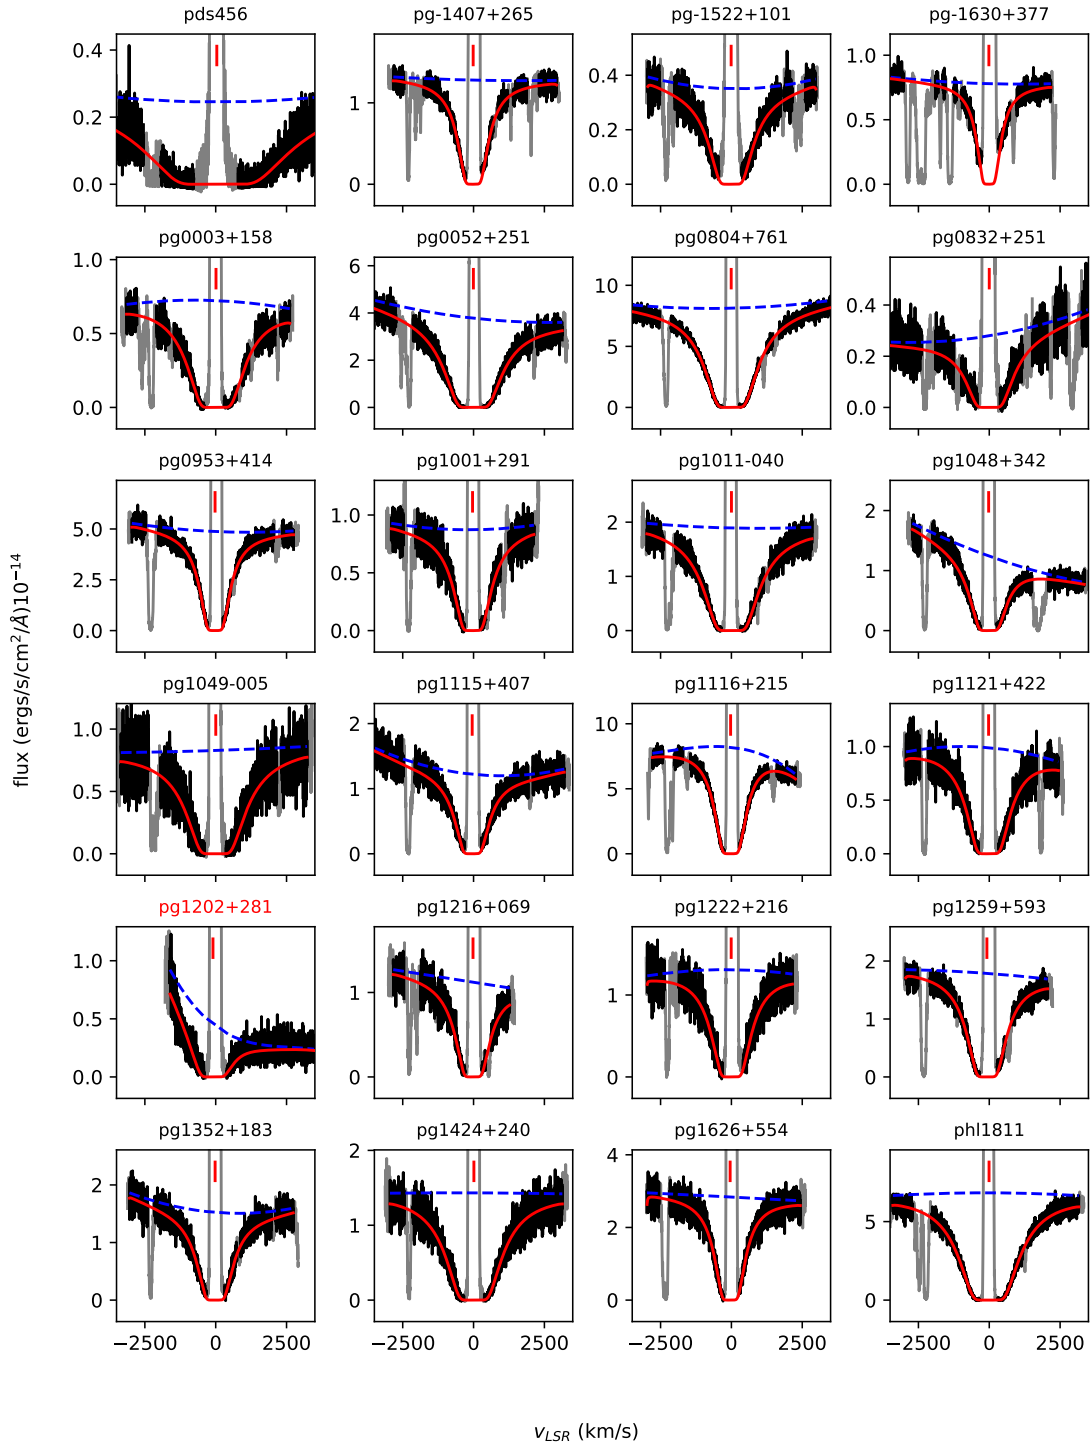 pds456 pg-1407+265 pg-1522+101 pg-1630+377
0.4 0.2 0.0
1 0
0.4 0.2 0.0
1.0 0.5 0.0
pg0003+158 pg0052+251 pg0804+761 pg0832+251
1.0 0.5 0.0
6 4 2 0
10 5 0
0.4 0.2 0.0
pg0953+414 pg1001+291 pg1011-040 pg1048+342
5.0 2.5 0.0
1.0 0.5 0.0
2 1 0
2 1 0
flux (ergs/s/cm²/Å)10⁻¹⁴
pg1049-005 pg1115+407 pg1116+215 pg1121+422
1.0 0.5 0.0
2 1 0
10 5 0
1.0 0.5 0.0
pg1202+281 pg1216+069 pg1222+216 pg1259+593
1.0 0.5 0.0
1 0
1 0
2 1 0
pg1352+183 pg1424+240 pg1626+554 phl1811
2 1 0
2 1 0
4 2 0
5 0
−2500 0 2500 −2500 0 2500 −2500 0 2500 −2500 0 2500
v_LSR (km/s)